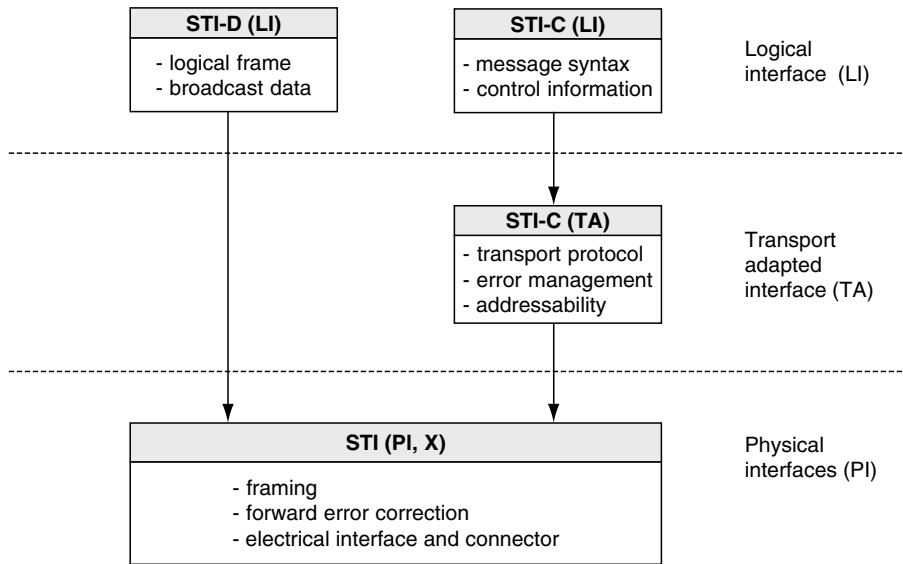 STI-D (LI)
- logical frame
- broadcast data
STI-C (LI)
- message syntax
- control information
Logical
interface (LI)
STI-C (TA)
- transport protocol
- error management
- addressability
Transport
adapted
interface (TA)
STI (PI, X)
- framing
- forward error correction
- electrical interface and connector
Physical
interfaces (PI)